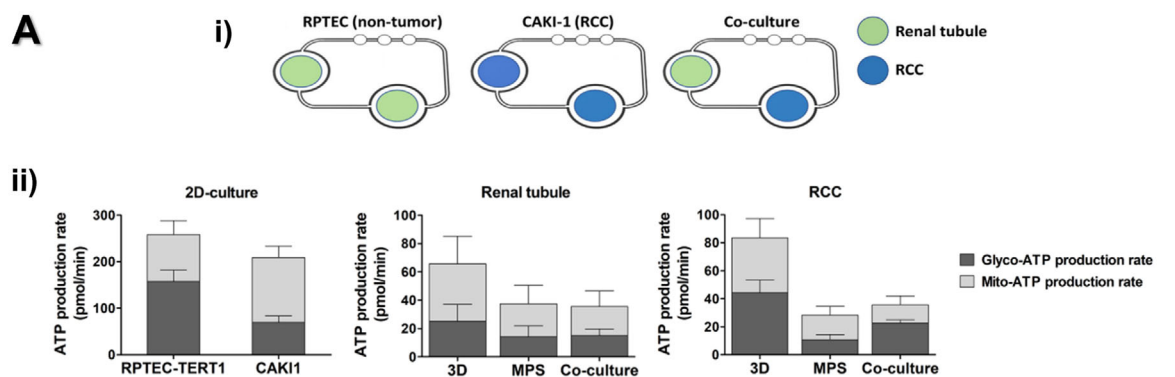 A
i)
RPTEC (non-tumor)
CAKI-1 (RCC)
Co-culture
Renal tubule
RCC
ii)
2D-culture
ATP production rate
(pmol/min)
300
200
100
0
RPTEC-TERT1
CAKI1
Renal tubule
ATP production rate
(pmol/min)
100
80
60
40
20
0
3D
MPS
Co-culture
RCC
ATP production rate
(pmol/min)
100
80
60
40
20
0
3D
MPS
Co-culture
Glyco-ATP production rate
Mito-ATP production rate